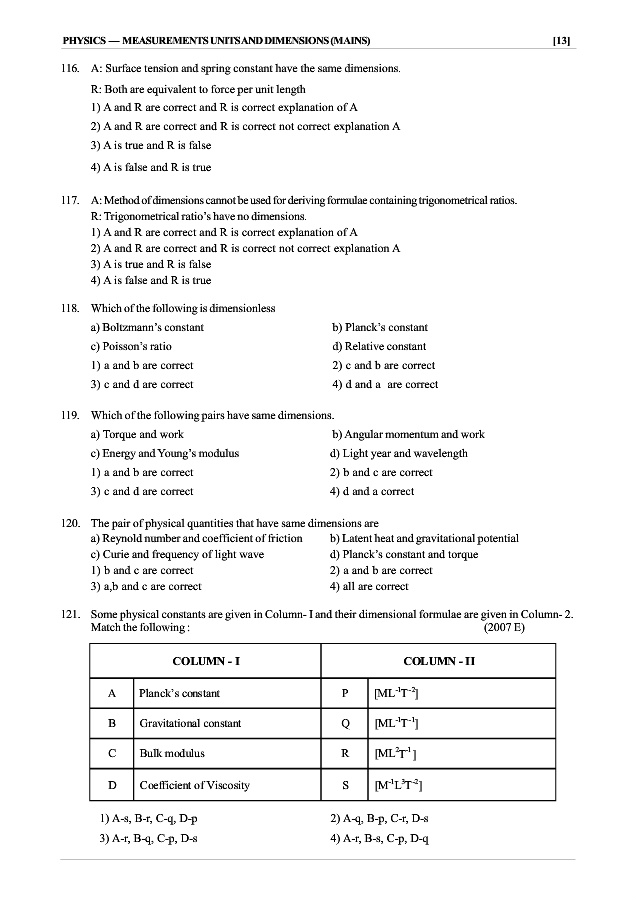 PHYSICS — MEASUREMENTS UNITS AND DIMENSIONS (MAINS) [13]
116. A: Surface tension and spring constant have the same dimensions.
R: Both are equivalent to force per unit length
1) A and R are correct and R is correct explanation of A
2) A and R are correct and R is correct not correct explanation A
3) A is true and R is false
4) A is false and R is true
117. A: Method of dimensions cannot be used for deriving formulae containing trigonometrical ratios.
R: Trigonometrical ratio's have no dimensions.
1) A and R are correct and R is correct explanation of A
2) A and R are correct and R is correct not correct explanation A
3) A is true and R is false
4) A is false and R is true
118. Which of the following is dimensionless
a) Boltzmann's constant b) Planck's constant
c) Poisson's ratio d) Relative constant
1) a and b are correct 2) c and b are correct
3) c and d are correct 4) d and a are correct
119. Which of the following pairs have same dimensions.
a) Torque and work b) Angular momentum and work
c) Energy and Young's modulus d) Light year and wavelength
1) a and b are correct 2) b and c are correct
3) c and d are correct 4) d and a correct
120. The pair of physical quantities that have same dimensions are
a) Reynold number and coefficient of friction b) Latent heat and gravitational potential
c) Curie and frequency of light wave d) Planck's constant and torque
1) b and c are correct 2) a and b are correct
3) a,b and c are correct 4) all are correct
121. Some physical constants are given in Column- I and their dimensional formulae are given in Column- 2.
Match the following : (2007 E)
COLUMN - I COLUMN - II
A Planck's constant P [ML⁻¹T⁻²]
B Gravitational constant Q [ML⁻¹T⁻¹]
C Bulk modulus R [ML²T⁻¹]
D Coefficient of Viscosity S [M⁻¹L³T⁻²]
1) A-s, B-r, C-q, D-p 2) A-q, B-p, C-r, D-s
3) A-r, B-q, C-p, D-s 4) A-r, B-s, C-p, D-q